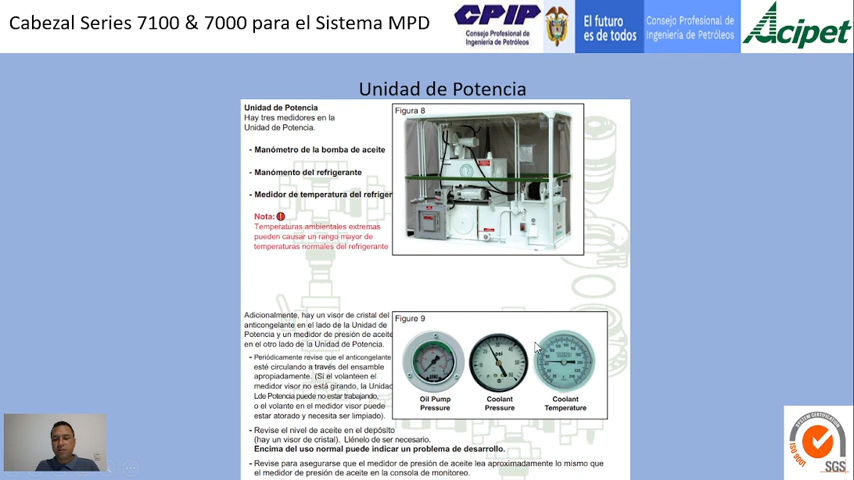 Cabezal Series 7100 & 7000 para el Sistema MPD
CPIP
Consejo Profesional de
Ingeniería de Petróleos
El futuro
es de todos
Consejo Profesional de
Ingeniería de Petróleos
Acipet
Unidad de Potencia
Unidad de Potencia
Hay tres medidores en la
Unidad de Potencia.
- Manómetro de la bomba de aceite
- Manómento del refrigerante
- Medidor de temperatura del refriger
Nota:
Temperaturas ambientales extremas
pueden causar un rango mayor de
temperaturas normales del refrigerante
Figura 8
Adicionalmente, hay un visor de cristal del
anticongelante en el lado de la Unidad de
Potencia y un medidor de presión de aceite
en el otro lado de la Unidad de Potencia.
- Periódicamente revise que el anticongelante
esté circulando a través del ensamble
apropiadamente. (Si el volanteen el
medidor visor no está girando, la Unidad
Lde Potencia puede no estar trabajando,
o el volante en el medidor visor puede
estar atorado y necesita ser limpiado).
- Revise el nivel de aceite en el depósito
(hay un visor de cristal). Llénelo de ser necesario.
Encima del uso normal puede indicar un problema de desarrollo.
- Revise para asegurarse que el medidor de presión de aceite lea aproximadamente lo mismo que
el medidor de presión de aceite en la consola de monitoreo.
Figura 9
psi
Oil Pump
Pressure
Coolant
Pressure
Coolant
Temperature
SYSTEM CERTIFICATION
ISO 9001
SGS